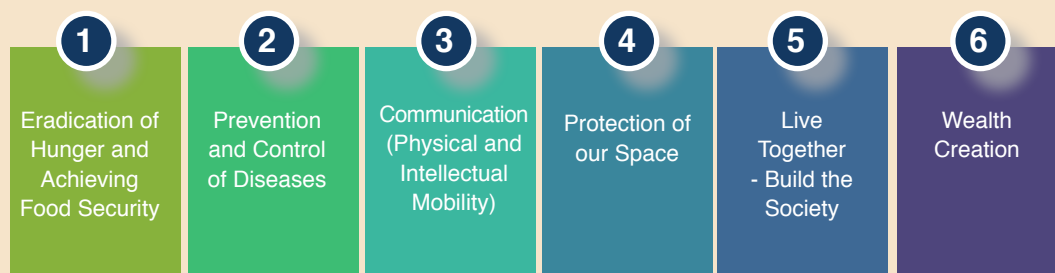 1
Eradication of
Hunger and
Achieving
Food Security
2
Prevention
and Control
of Diseases
3
Communication
(Physical and
Intellectual
Mobility)
4
Protection of
our Space
5
Live
Together
- Build the
Society
6
Wealth
Creation